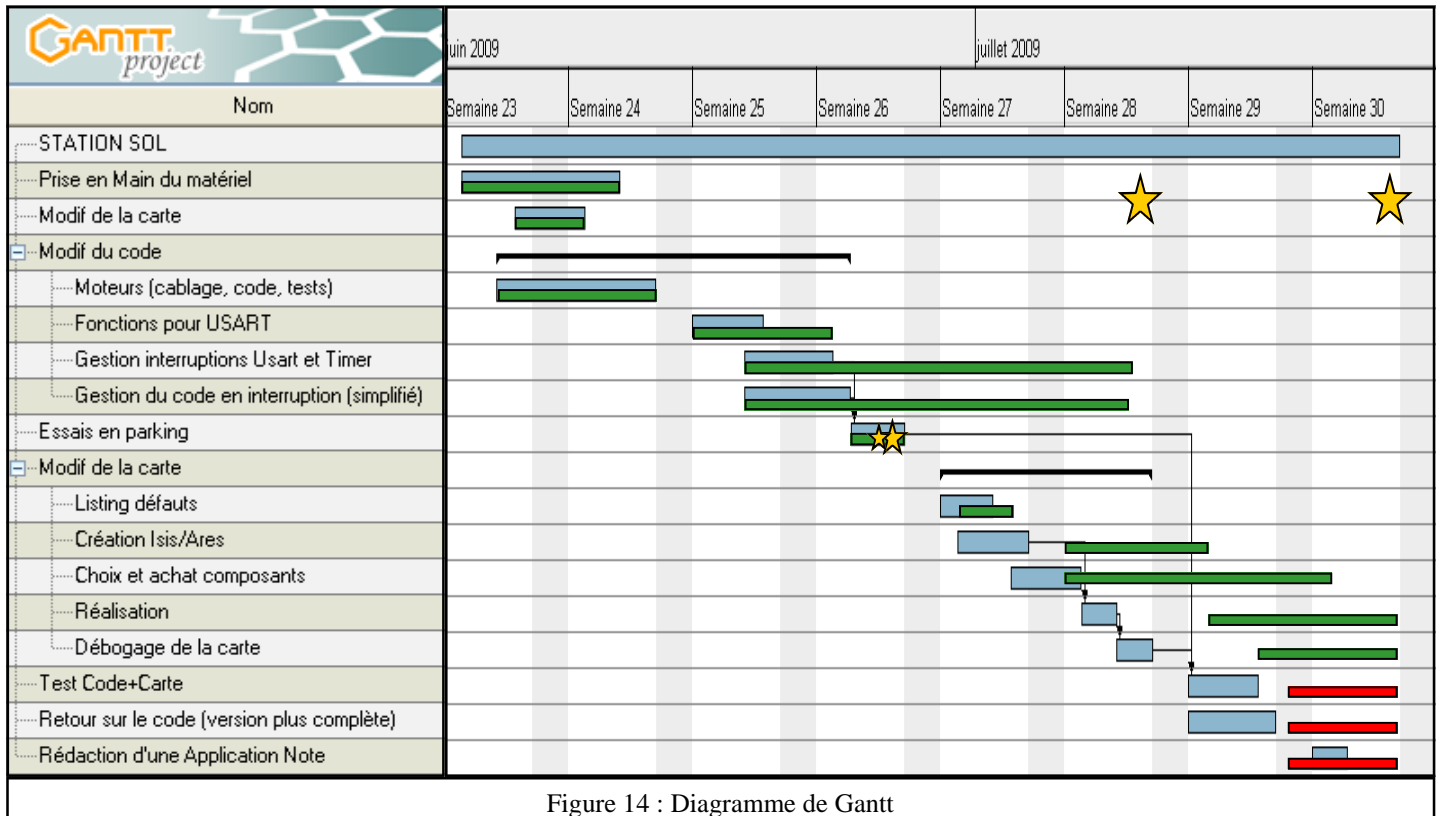 GANTT
project
uin 2009
juillet 2009
Nom
Semaine 23
Semaine 24
Semaine 25
Semaine 26
Semaine 27
Semaine 28
Semaine 29
Semaine 30
STATION SOL
Prise en Main du matériel
Modif de la carte
Modif du code
Moteurs (cablage, code, tests)
Fonctions pour USART
Gestion interruptions Usart et Timer
Gestion du code en interruption (simplifié)
Essais en parking
Modif de la carte
Listing défauts
Création Isis/Ares
Choix et achat composants
Réalisation
Débogage de la carte
Test Code+Carte
Retour sur le code (version plus complète)
Rédaction d'une Application Note
Figure 14 : Diagramme de Gantt